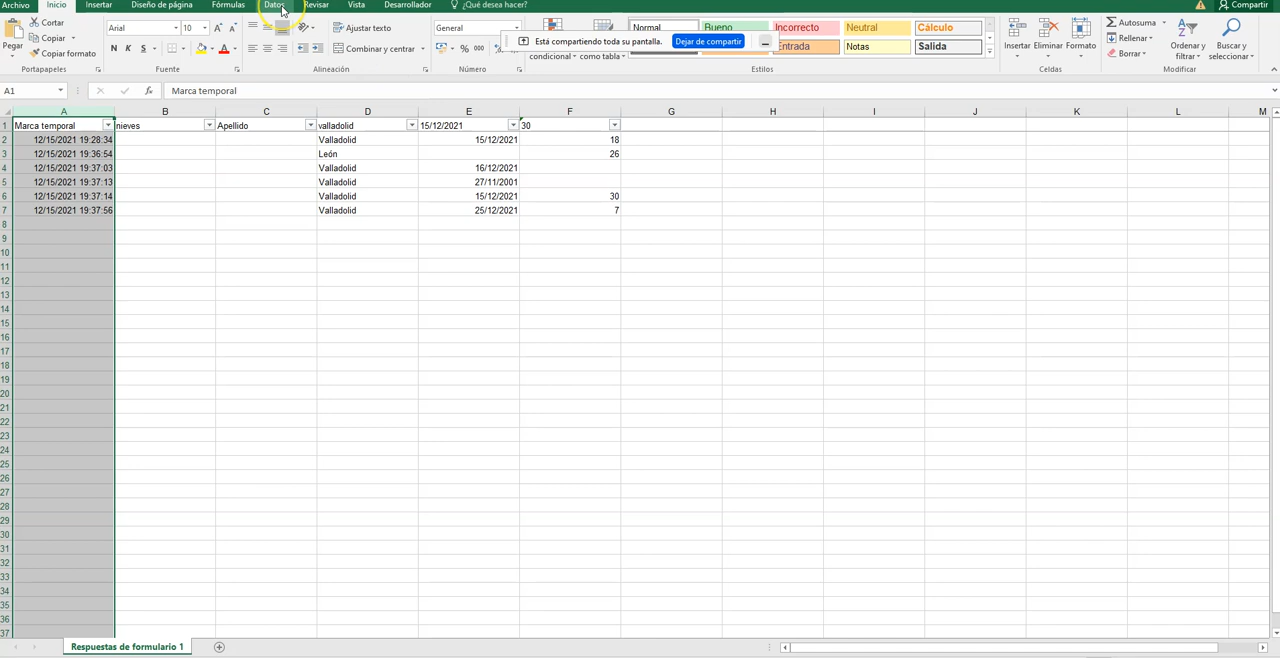 Archivo Inicio Insertar Diseño de página Fórmulas Datos Revisar Vista Desarrollador ¿Qué desea hacer? Compartir
Pegar
Cortar
Copiar
Copiar formato
Portapapeles
Arial 10
N K S
Fuente
Ajustar texto
Combinar y centrar
Alineación
General
% 000
Número
Está compartiendo toda su pantalla. Dejar de compartir
condicional como tabla
Normal Bueno Incorrecto Neutral Cálculo
Entrada Notas Salida
Estilos
Insertar Eliminar Formato
Celdas
Autosuma
Rellenar
Borrar
Ordenar y filtrar
Buscar y seleccionar
Modificar
A1 fx Marca temporal
A B C D E F G H I J K L M
1 Marca temporal nieves Apellido valladolid 15/12/2021 30
2 12/15/2021 19:28:34 Valladolid 15/12/2021 18
3 12/15/2021 19:36:54 León 26
4 12/15/2021 19:37:03 Valladolid 16/12/2021
5 12/15/2021 19:37:13 Valladolid 27/11/2001
6 12/15/2021 19:37:14 Valladolid 15/12/2021 30
7 12/15/2021 19:37:56 Valladolid 25/12/2021 7
8
9
10
11
12
13
14
15
16
17
18
19
20
21
22
23
24
25
26
27
28
29
30
31
32
33
34
35
36
37
Respuestas de formulario 1